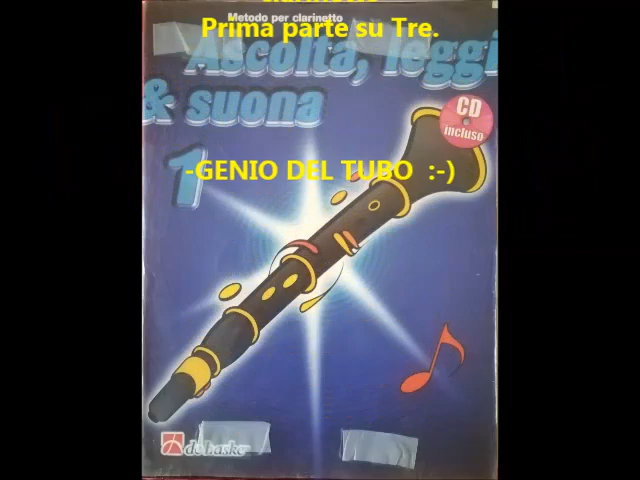 Metodo per clarinetto
Prima parte su Tre.
Ascolta, leggi
& suona
CD
incluso
1
-GENIO DEL TUBO :-)
de haske